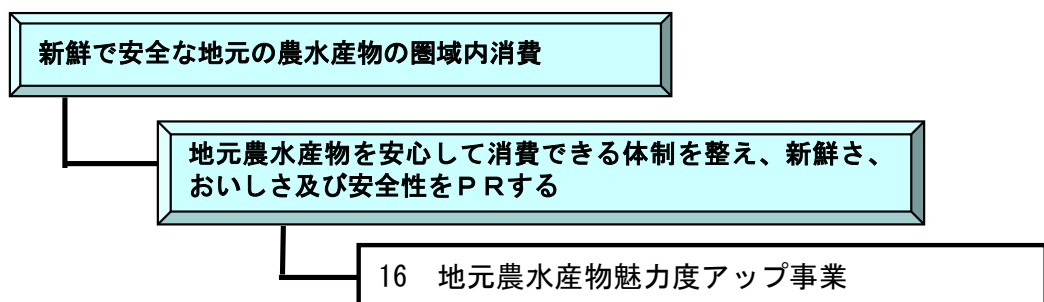 新鮮で安全な地元の農水産物の圏域内消費
地元農水産物を安心して消費できる体制を整え、新鮮さ、
おいしさ及び安全性をＰＲする
16　地元農水産物魅力度アップ事業